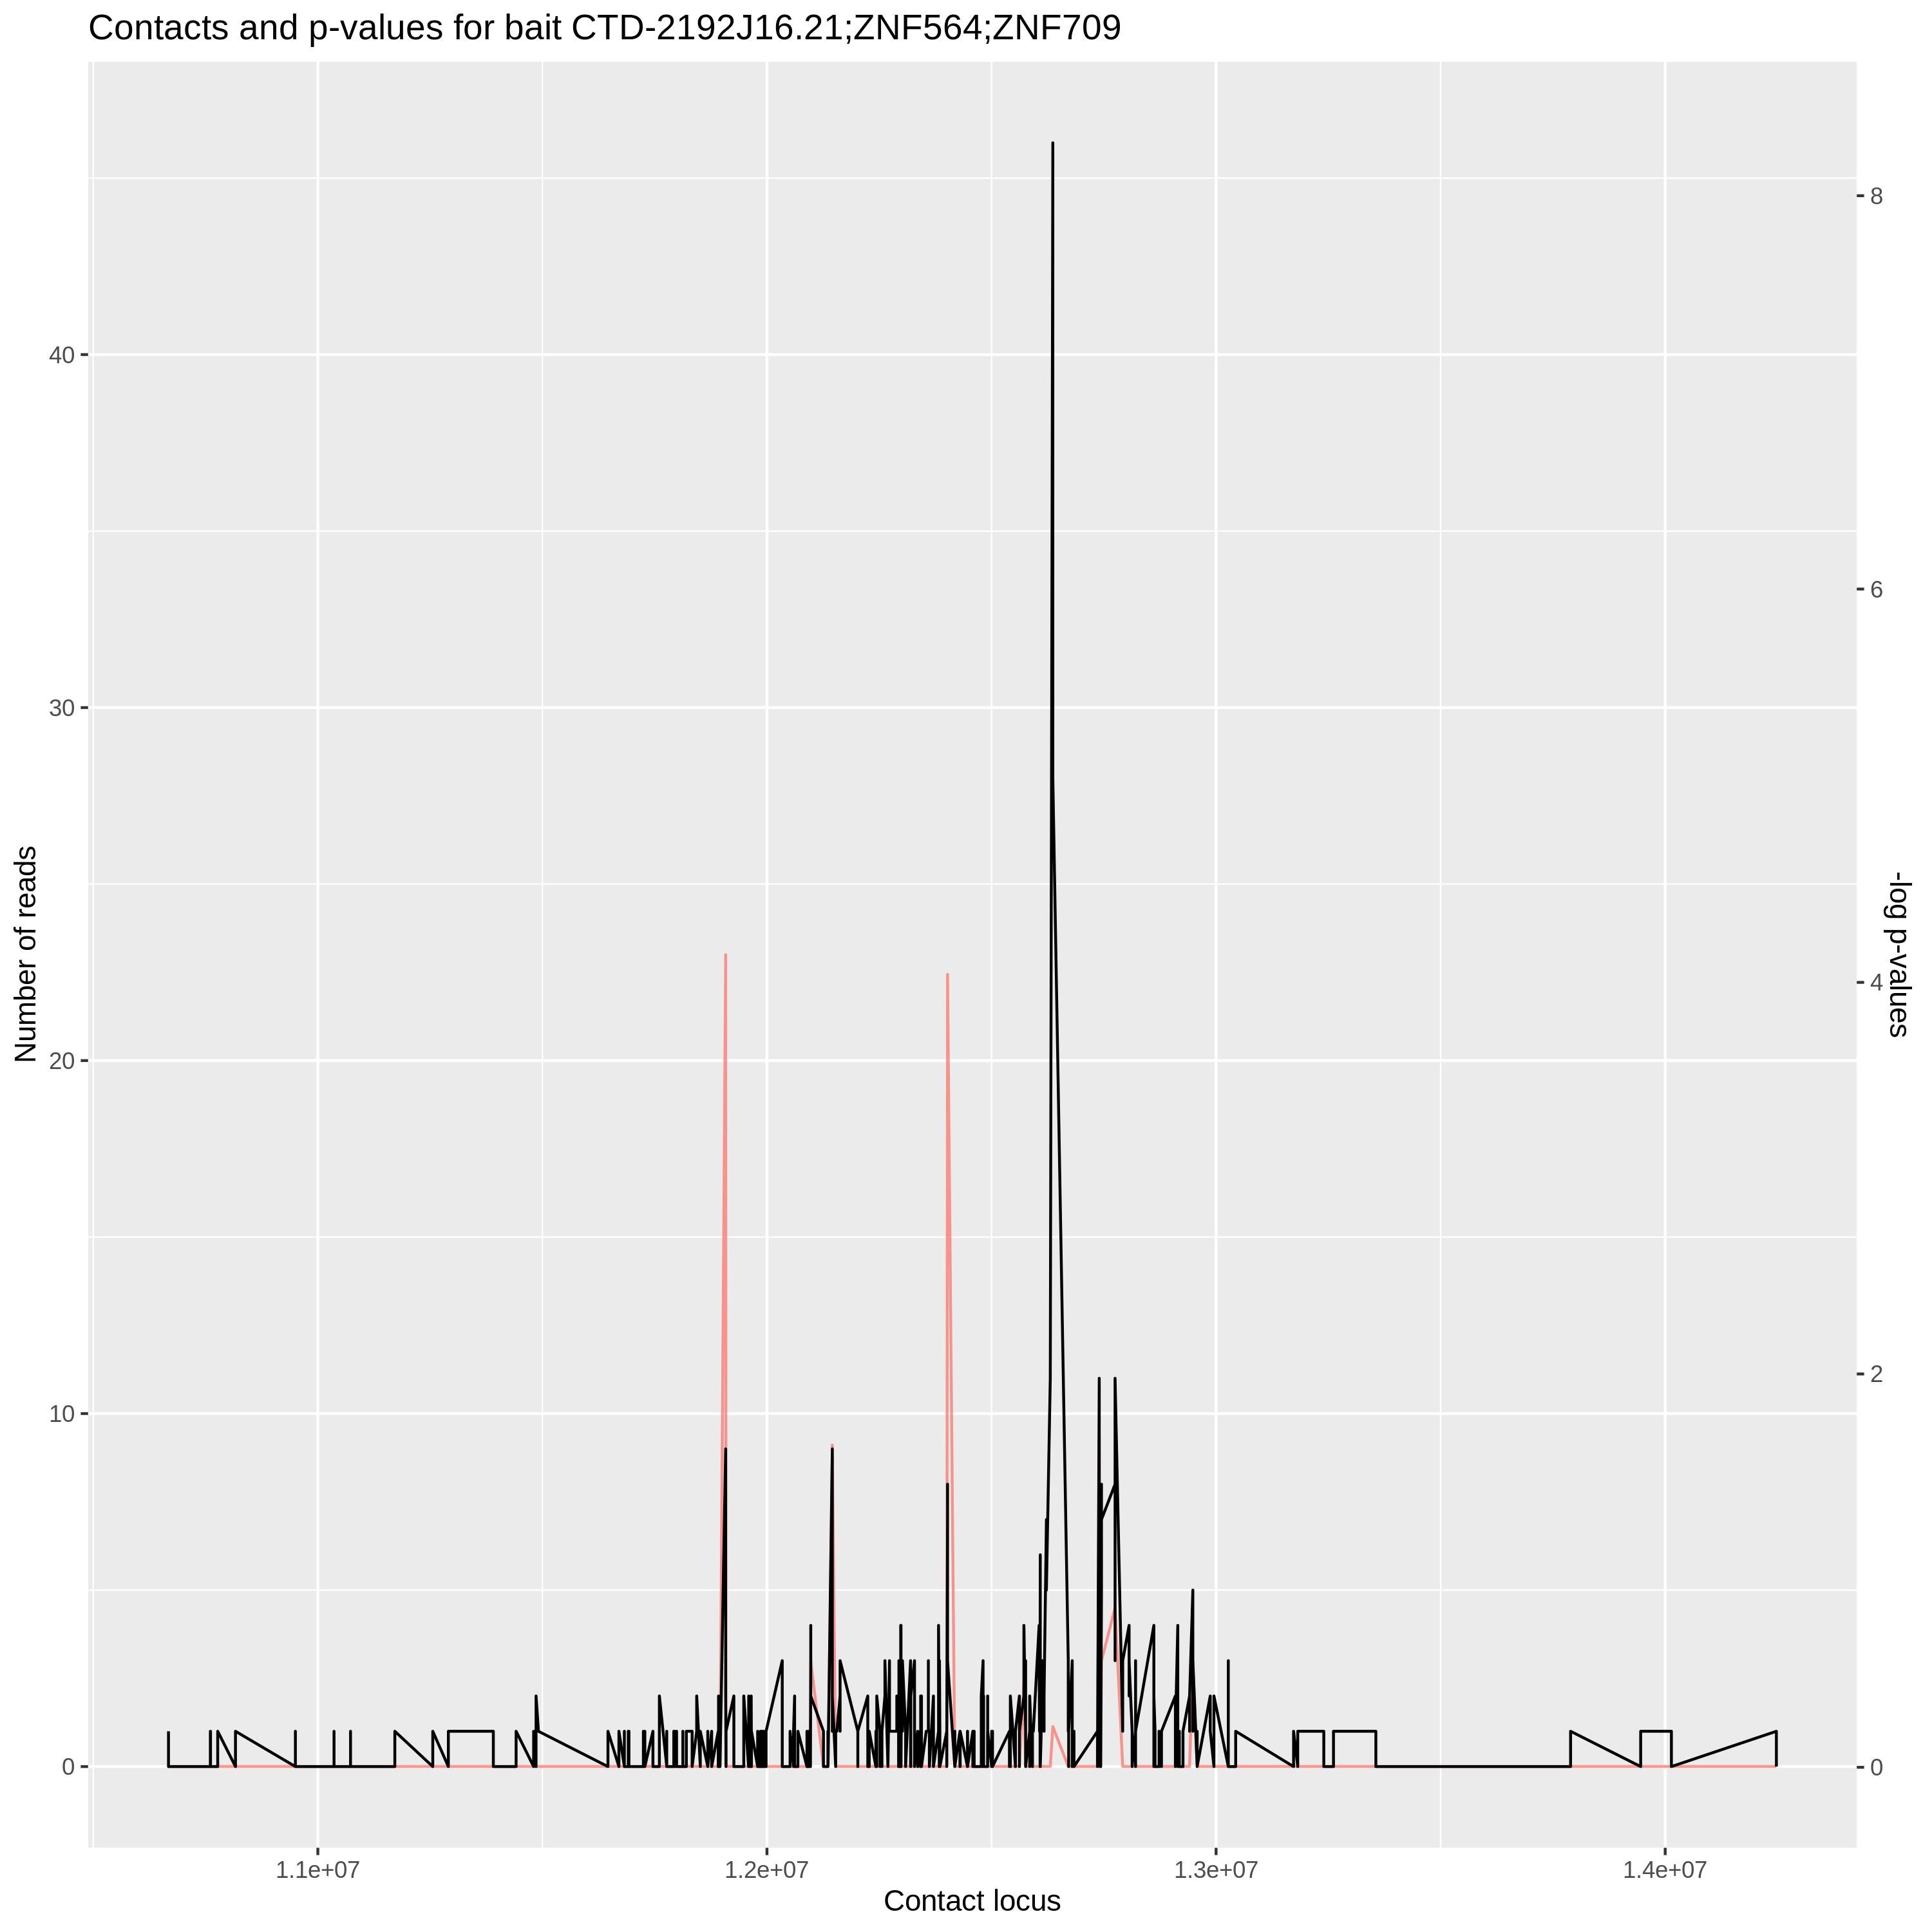 Contacts and p-values for bait CTD-2192J16.21;ZNF564;ZNF709
Number of reads
40
30
20
10
0
8
6
4
2
0
-log p-values
1.1e+07
1.2e+07
1.3e+07
1.4e+07
Contact locus